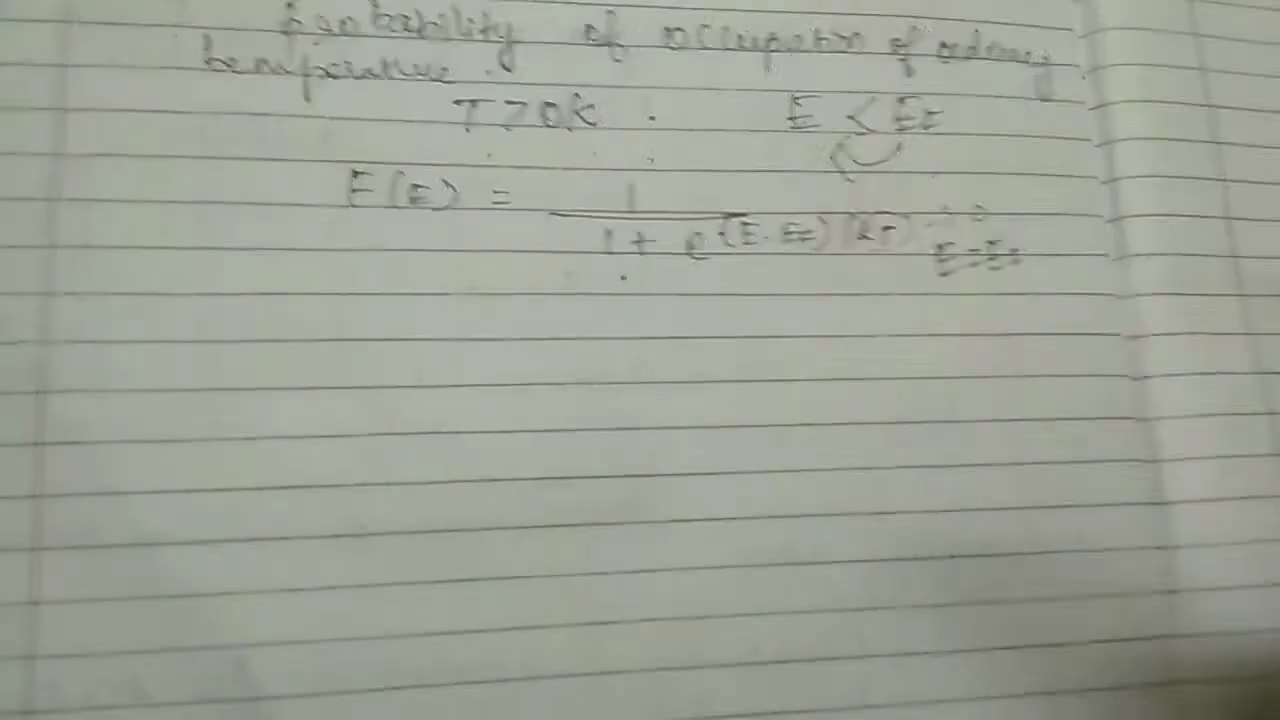 Probability of occupation of ordinary
temperature.
T > 0K . E < EF
F(E) = 1
1 + e (E - EF) / KT
E = EF